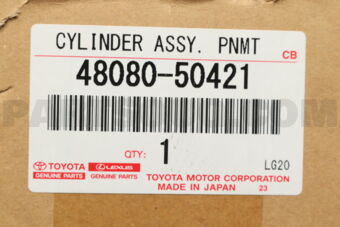 CYLINDER ASSY. PNMT
CB
48080-50421
QTY: 1
LG20
TOYOTA
GENUINE PARTS
LEXUS
GENUINE PARTS
TOYOTA MOTOR CORPORATION
MADE IN JAPAN 23